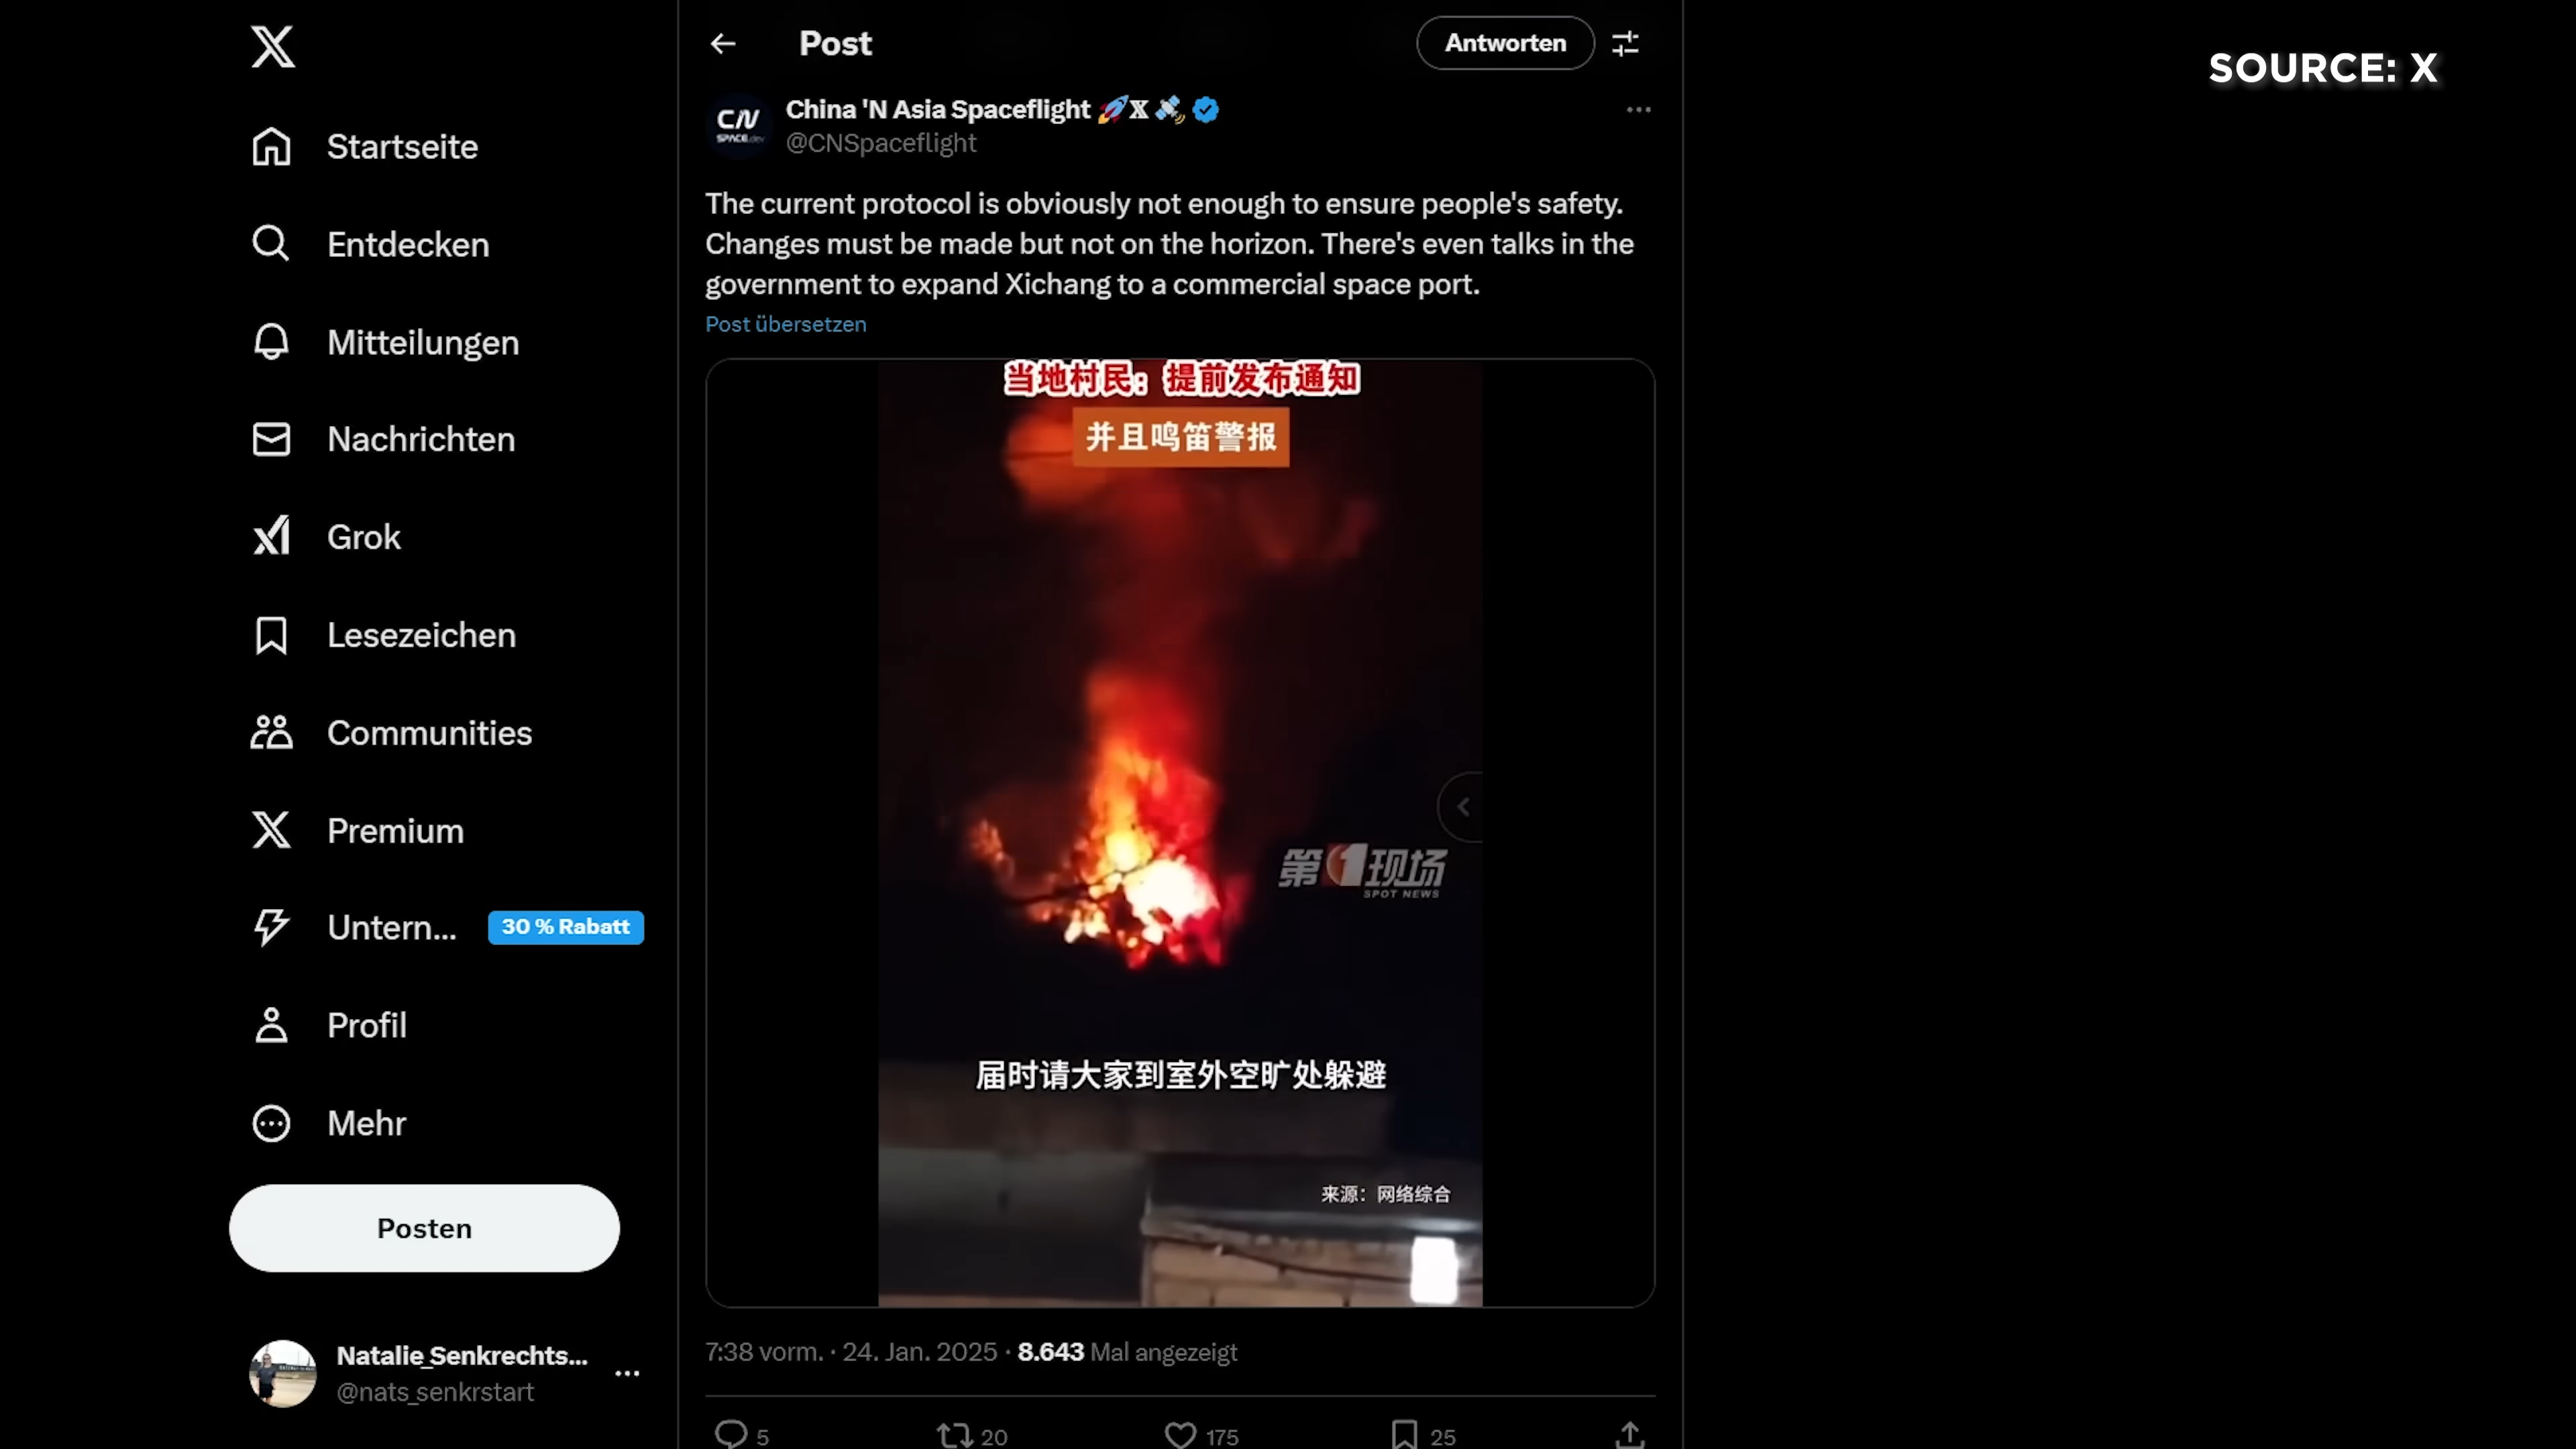 Post
Antworten
SOURCE: X
CN
SPACE.dev
China 'N Asia Spaceflight 🚀𝕏🛰️
@CNSpaceflight
Startseite
Entdecken
Mitteilungen
Nachrichten
Grok
Lesezeichen
Communities
Premium
Untern...
30 % Rabatt
Profil
Mehr
Posten
Natalie_Senkrechts...
@nats_senkrstart
The current protocol is obviously not enough to ensure people's safety.
Changes must be made but not on the horizon. There's even talks in the
government to expand Xichang to a commercial space port.
Post übersetzen
当地村民：提前发布通知
并且鸣笛警报
第1现场
SPOT NEWS
届时请大家到室外空旷处躲避
来源：网络综合
7:38 vorm. · 24. Jan. 2025 · 8.643 Mal angezeigt
5
20
175
25